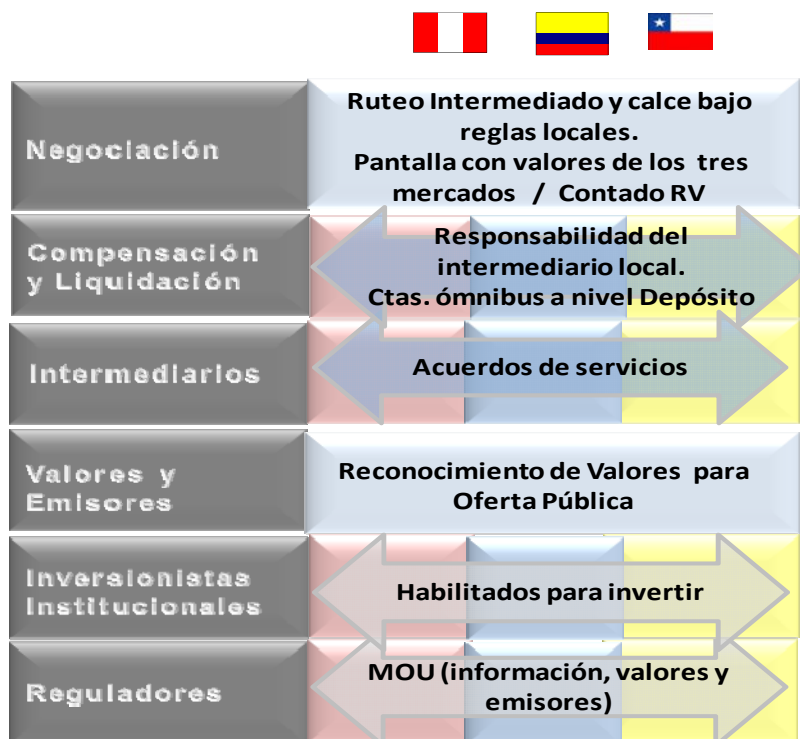 Negociación
Ruteo Intermediado y calce bajo
reglas locales.
Pantalla con valores de los tres
mercados / Contado RV
Compensación
y Liquidación
Responsabilidad del
intermediario local.
Ctas. ómnibus a nivel Depósito
Intermediarios
Acuerdos de servicios
Valores y
Emisores
Reconocimiento de Valores para
Oferta Pública
Inversionistas
Institucionales
Habilitados para invertir
Reguladores
MOU (información, valores y
emisores)